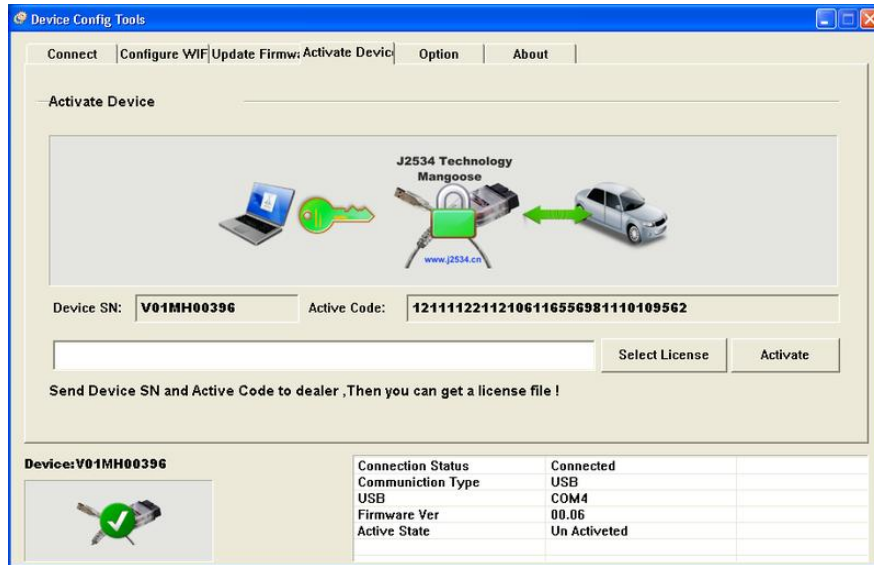 Device Config Tools
Connect Configure WIF Update Firmwa Activate Devic Option About
Activate Device
J2534 Technology
Mangoose
www.j2534.cn
Device SN: V01MH00396 Active Code: 12111122112106116556981110109562
Select License Activate
Send Device SN and Active Code to dealer ,Then you can get a license file !
Device:V01MH00396
Connection Status Connected
Communiction Type USB
USB COM4
Firmware Ver 00.06
Active State Un Activeted